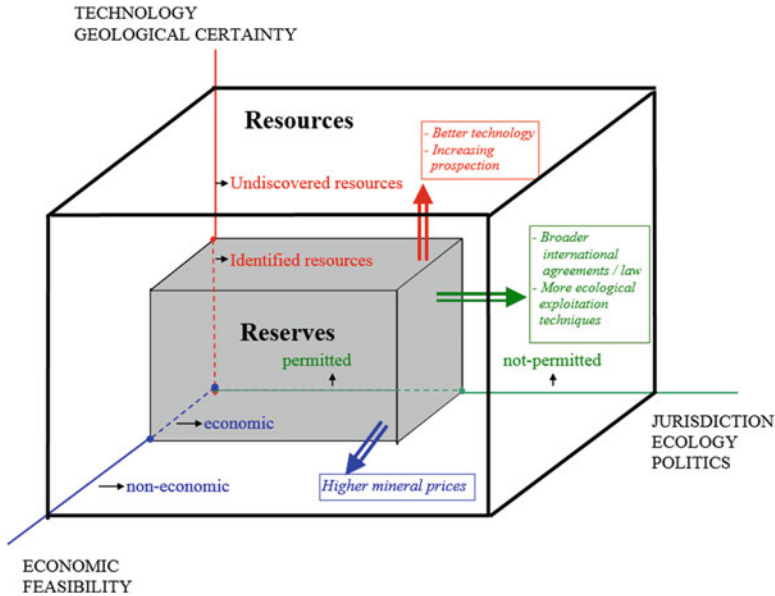 TECHNOLOGY
GEOLOGICAL CERTAINTY
Resources
- Better technology
- Increasing
prospection
Undiscovered resources
Identified resources
- Broader
international
agreements / law
- More ecological
exploitation
techniques
Reserves
permitted
not-permitted
economic
JURISDICTION
ECOLOGY
POLITICS
non-economic
Higher mineral prices
ECONOMIC
FEASIBILITY